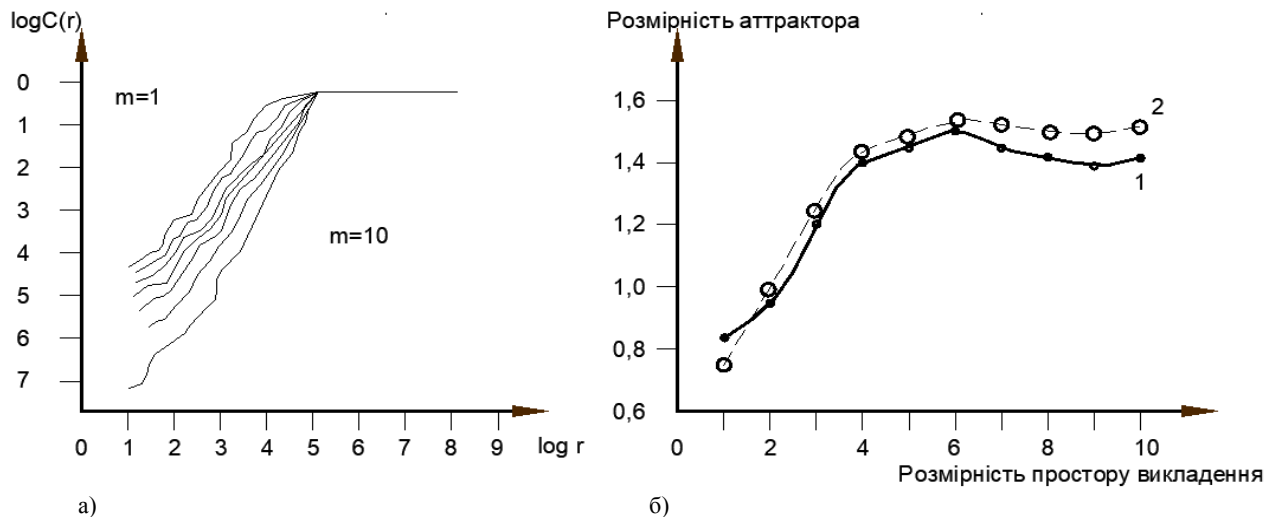 logC(r)
0
1
2
3
4
5
6
7
m=1
m=10
0 1 2 3 4 5 6 7 8 9 log r
а)
Розмірність аттрактора
1,6
1,4
1,2
1,0
0,8
0,6
2
1
0 2 4 6 8 10
Розмірність простору викладення
б)